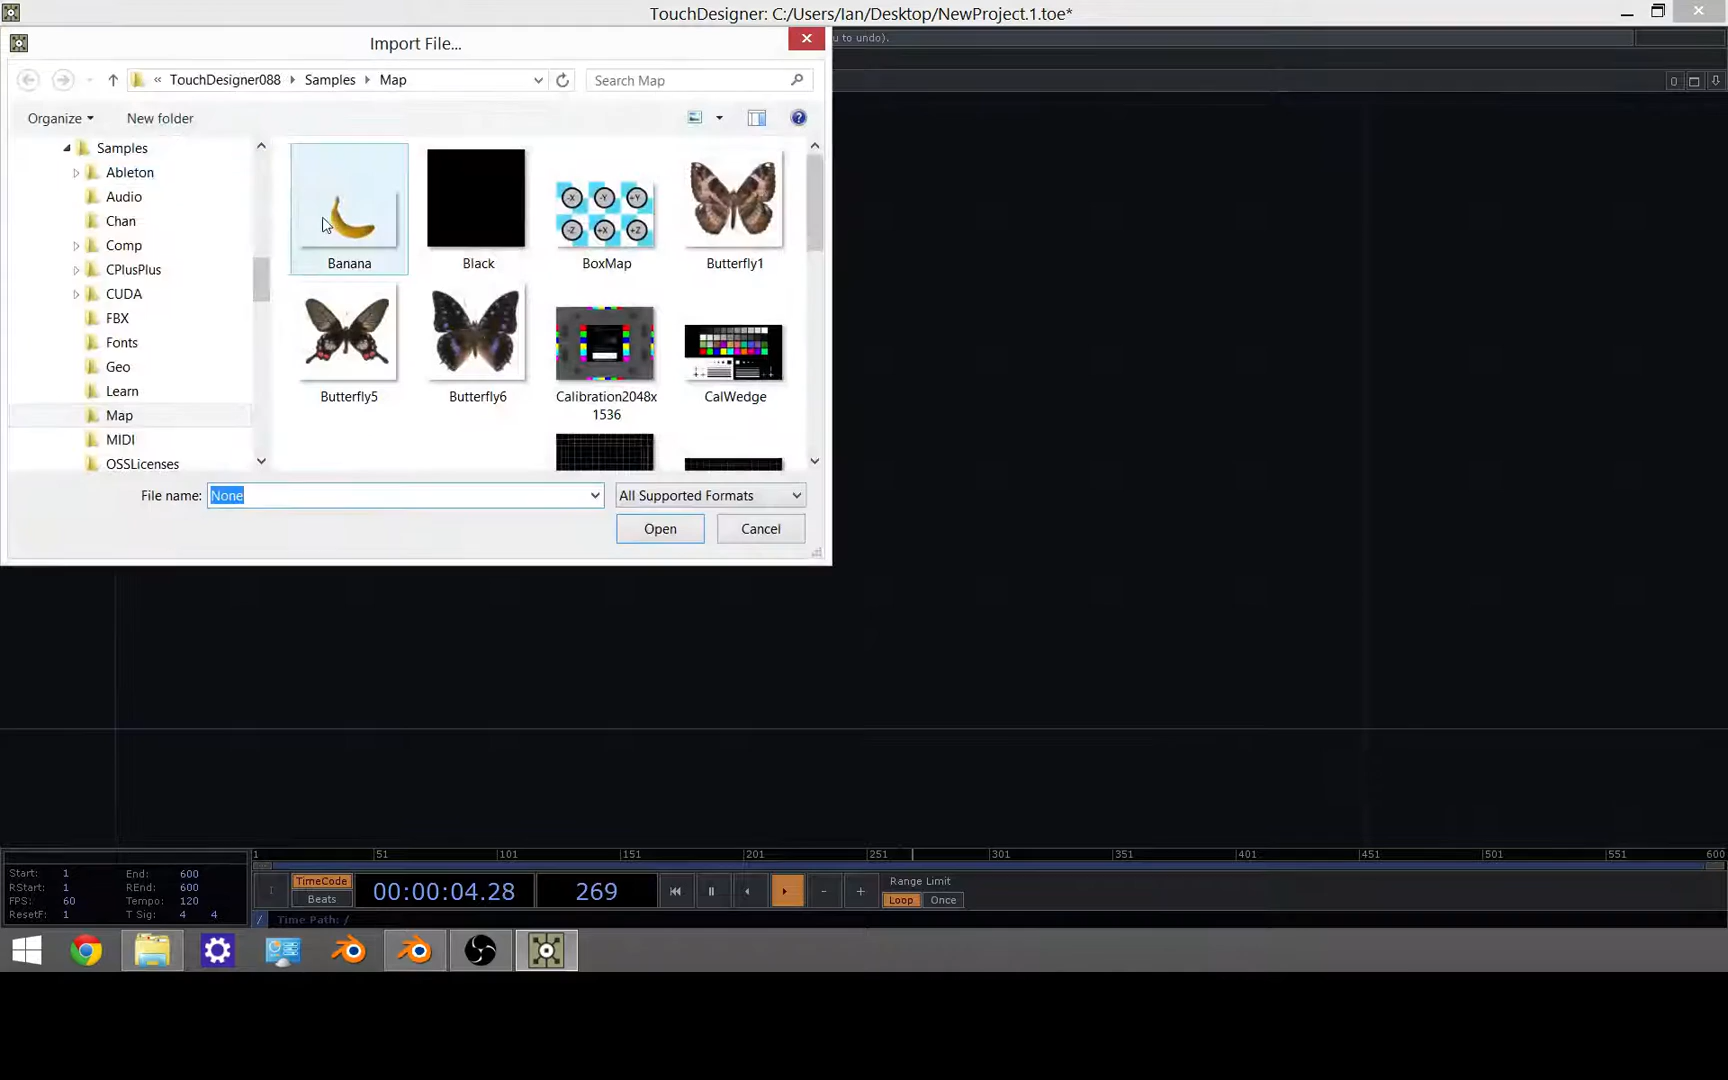 TouchDesigner: C:/Users/Ian/Desktop/NewProject.1.toe*
Import File...
u to undo).
« TouchDesigner088 Samples Map
Search Map
0
Organize
New folder
Samples
Ableton
Audio
Chan
Comp
CPlusPlus
CUDA
FBX
Fonts
Geo
Learn
Map
MIDI
OSSLicenses
-X -Y +Y
-Z +X +Z
Banana
Black
BoxMap
Butterfly1
Butterfly5
Butterfly6
Calibration2048x
1536
CalWedge
File name: None
All Supported Formats
Open
Cancel
1 51 101 151 201 251 301 351 401 451 501 551 600
Start: 1 End: 600
RStart: 1 REnd: 600
FPS: 60 Tempo: 120
ResetF: 1 T Sig: 4 4
TimeCode
Beats
00:00:04.28
269
- +
Range Limit
Loop Once
/ Time Path: /